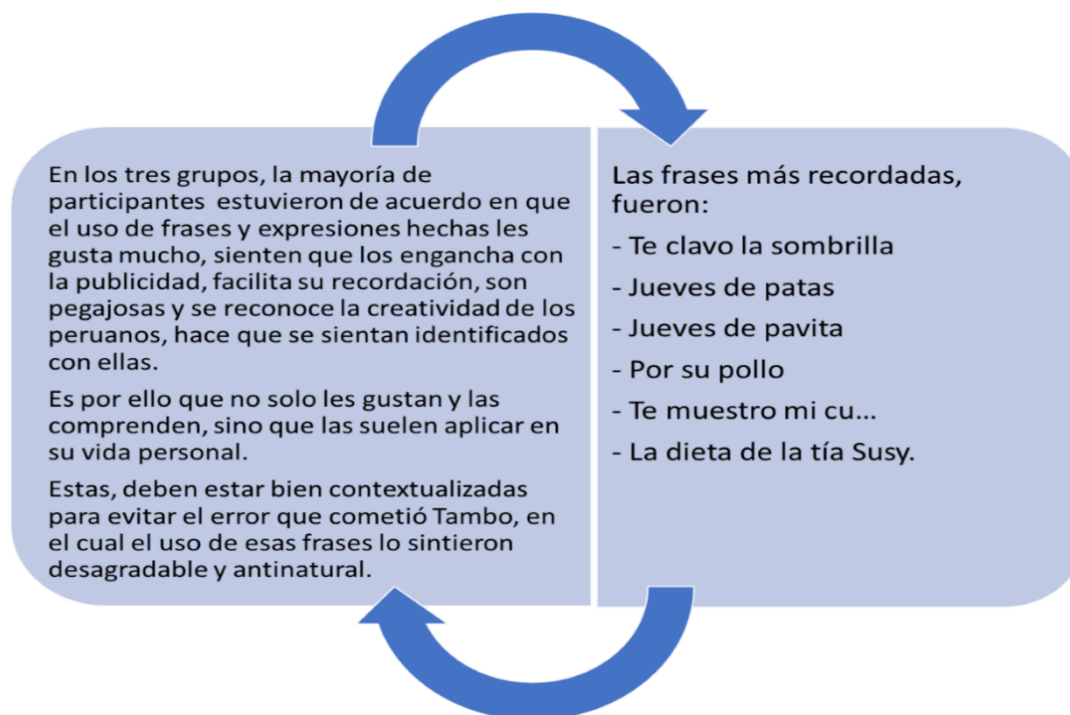 En los tres grupos, la mayoría de
participantes estuvieron de acuerdo en que
el uso de frases y expresiones hechas les
gusta mucho, sienten que los engancha con
la publicidad, facilita su recordación, son
pegajosas y se reconoce la creatividad de los
peruanos, hace que se sientan identificados
con ellas.
Es por ello que no solo les gustan y las
comprenden, sino que las suelen aplicar en
su vida personal.
Estas, deben estar bien contextualizadas
para evitar el error que cometió Tambo, en
el cual el uso de esas frases lo sintieron
desagradable y antinatural.
Las frases más recordadas,
fueron:
- Te clavo la sombrilla
- Jueves de patas
- Jueves de pavita
- Por su pollo
- Te muestro mi cu...
- La dieta de la tía Susy.